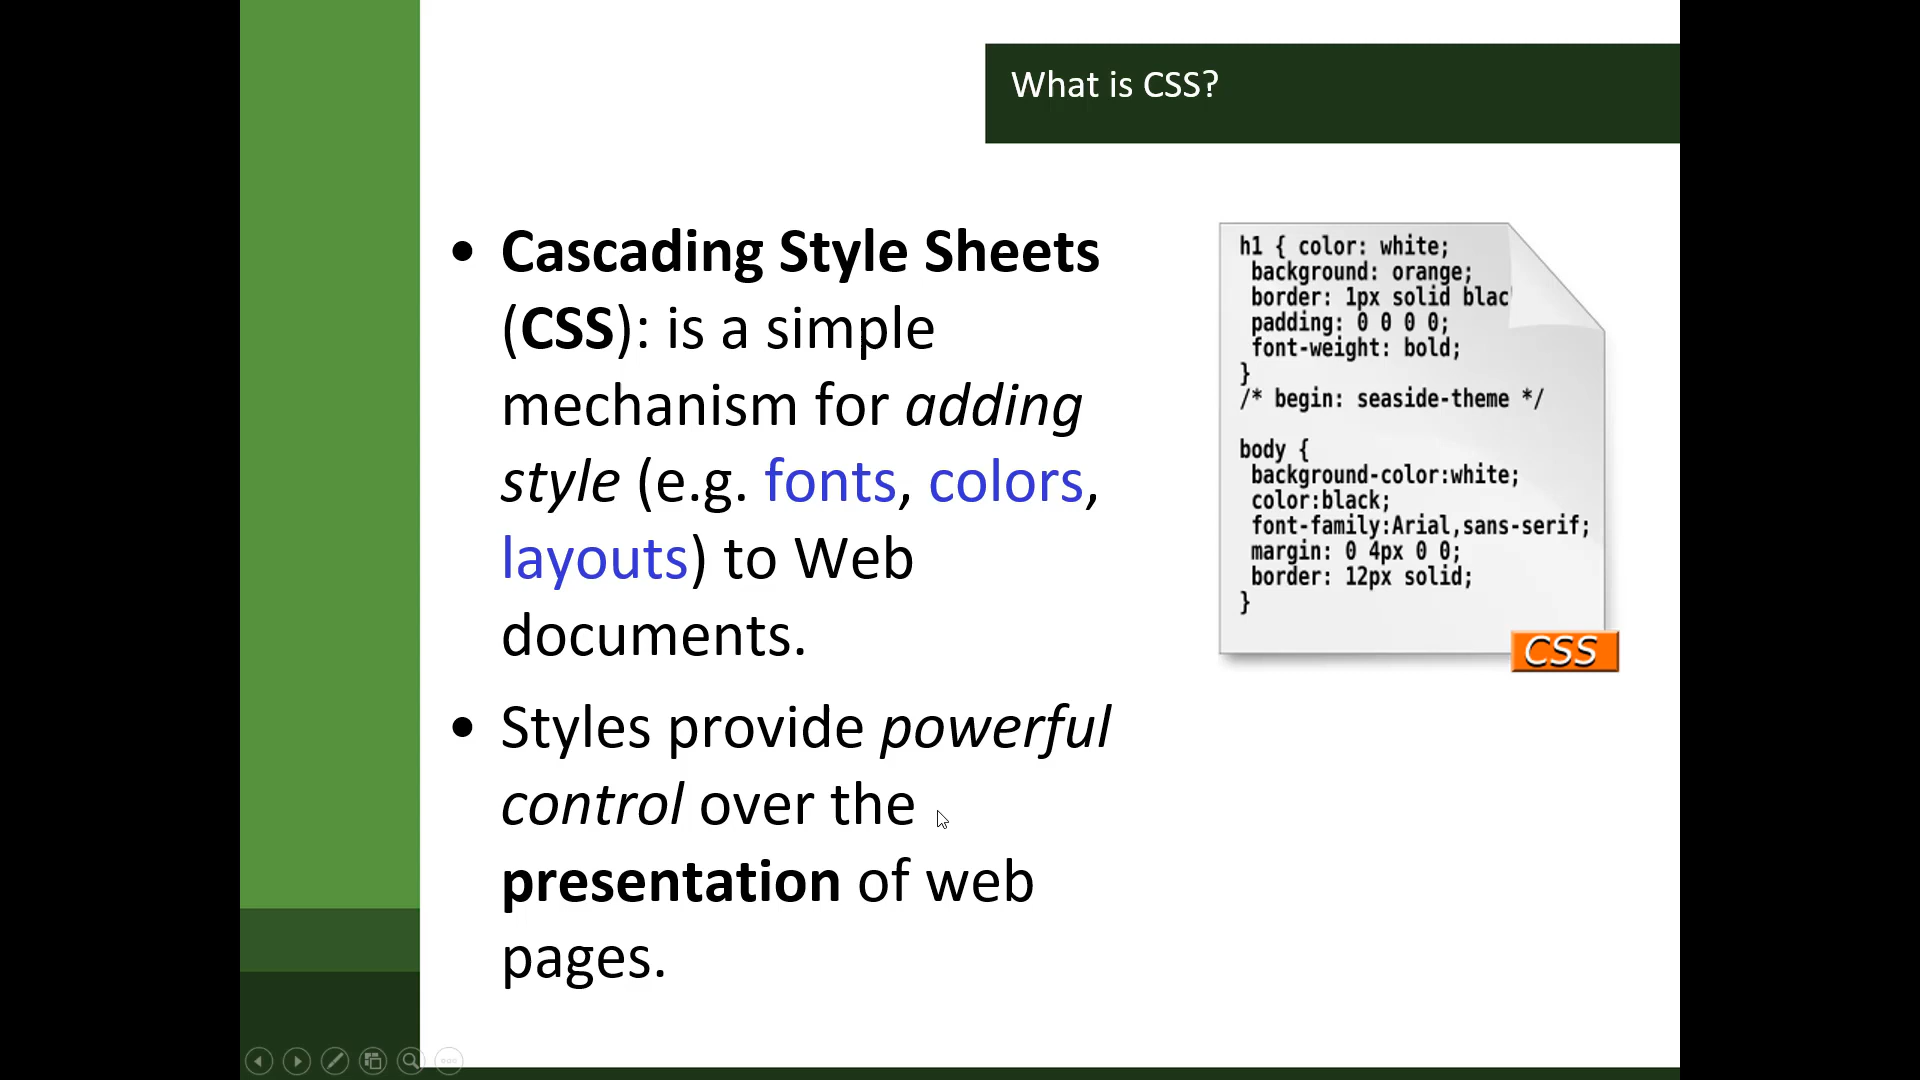 What is CSS?
• Cascading Style Sheets
(CSS): is a simple
mechanism for adding
style (e.g. fonts, colors,
layouts) to Web
documents.
• Styles provide powerful
control over the
presentation of web
pages.
h1 { color: white;
background: orange;
border: 1px solid blac
padding: 0 0 0 0;
font-weight: bold;
}
/* begin: seaside-theme */
body {
background-color:white;
color:black;
font-family:Arial,sans-serif;
margin: 0 4px 0 0;
border: 12px solid;
}
CSS